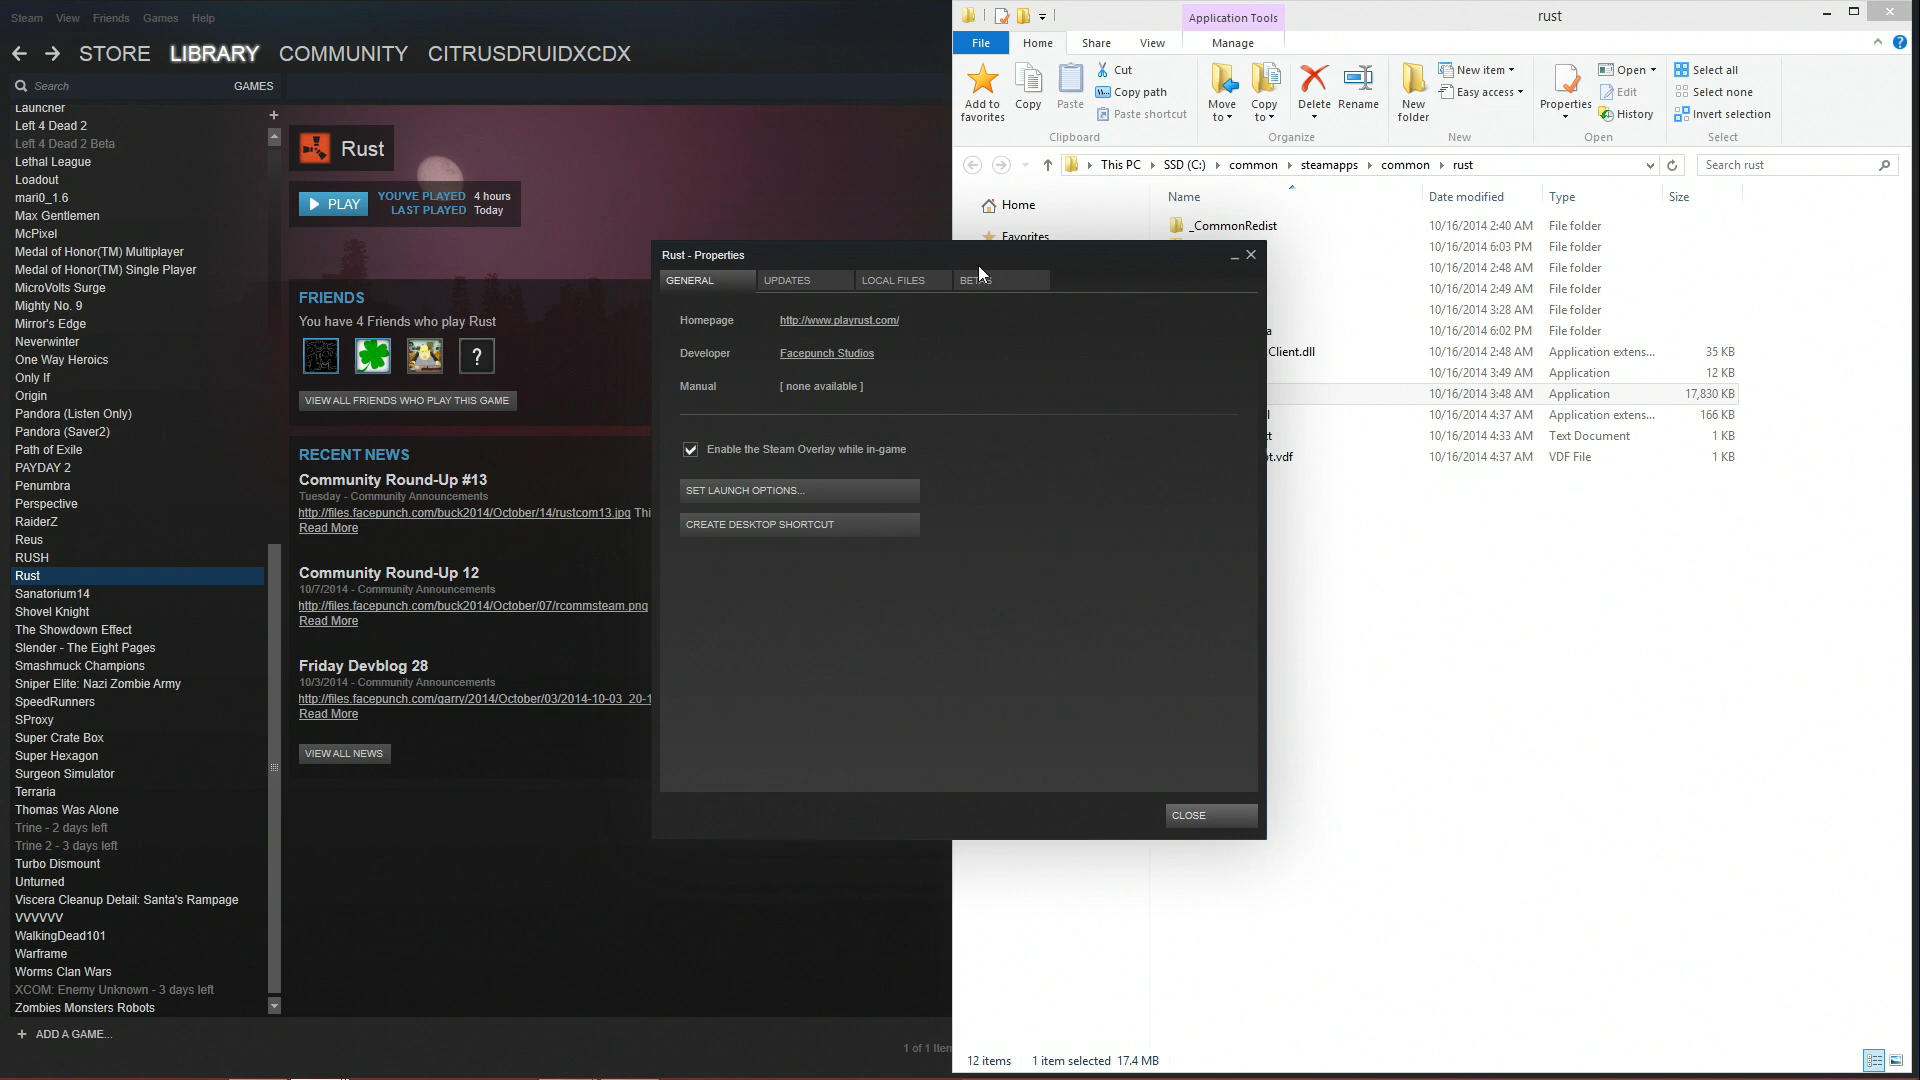 Steam View Friends Games Help
STORE LIBRARY COMMUNITY CITRUSDRUIDXCDX
Search GAMES
Launcher
Left 4 Dead 2
Left 4 Dead 2 Beta
Lethal League
Loadout
mari0_1.6
Max Gentlemen
McPixel
Medal of Honor(TM) Multiplayer
Medal of Honor(TM) Single Player
MicroVolts Surge
Mighty No. 9
Mirror's Edge
Neverwinter
One Way Heroics
Only If
Origin
Pandora (Listen Only)
Pandora (Saver2)
Path of Exile
PAYDAY 2
Penumbra
Perspective
RaiderZ
Reus
RUSH
Rust
Sanatorium14
Shovel Knight
The Showdown Effect
Slender - The Eight Pages
Smashmuck Champions
Sniper Elite: Nazi Zombie Army
SpeedRunners
SProxy
Super Crate Box
Super Hexagon
Surgeon Simulator
Terraria
Thomas Was Alone
Trine - 2 days left
Trine 2 - 3 days left
Turbo Dismount
Unturned
Viscera Cleanup Detail: Santa's Rampage
VVVVVV
WalkingDead101
Warframe
Worms Clan Wars
XCOM: Enemy Unknown - 3 days left
Zombies Monsters Robots
+ ADD A GAME...
Rust
PLAY YOU'VE PLAYED 4 hours
LAST PLAYED Today
FRIENDS
You have 4 Friends who play Rust
?
VIEW ALL FRIENDS WHO PLAY THIS GAME
RECENT NEWS
Community Round-Up #13
Tuesday - Community Announcements
http://files.facepunch.com/buck2014/October/14/rustcom13.jpg Thi
Read More
Community Round-Up 12
10/7/2014 - Community Announcements
http://files.facepunch.com/buck2014/October/07/rcommsteam.png
Read More
Friday Devblog 28
10/3/2014 - Community Announcements
http://files.facepunch.com/garry/2014/October/03/2014-10-03_20-1
Read More
VIEW ALL NEWS
1 of 1 Item
Rust - Properties
GENERAL UPDATES LOCAL FILES BETAS
Homepage http://www.playrust.com/
Developer Facepunch Studios
Manual [ none available ]
Enable the Steam Overlay while in-game
SET LAUNCH OPTIONS...
CREATE DESKTOP SHORTCUT
CLOSE
Application Tools rust
File Home Share View Manage
Add to favorites
Copy
Paste
Cut
Copy path
Paste shortcut
Clipboard
Move to
Copy to
Delete
Rename
Organize
New folder
New item
Easy access
New
Properties
Open
Edit
History
Open
Select all
Select none
Invert selection
Select
This PC SSD (C:) common steamapps common rust
Search rust
Home
Favorites
Name Date modified Type Size
_CommonRedist 10/16/2014 2:40 AM File folder
10/16/2014 6:03 PM File folder
10/16/2014 2:48 AM File folder
10/16/2014 2:49 AM File folder
10/16/2014 3:28 AM File folder
a 10/16/2014 6:02 PM File folder
.Client.dll 10/16/2014 2:48 AM Application extens... 35 KB
10/16/2014 3:49 AM Application 12 KB
10/16/2014 3:48 AM Application 17,830 KB
l 10/16/2014 4:37 AM Application extens... 166 KB
t 10/16/2014 4:33 AM Text Document 1 KB
ot.vdf 10/16/2014 4:37 AM VDF File 1 KB
12 items 1 item selected 17.4 MB